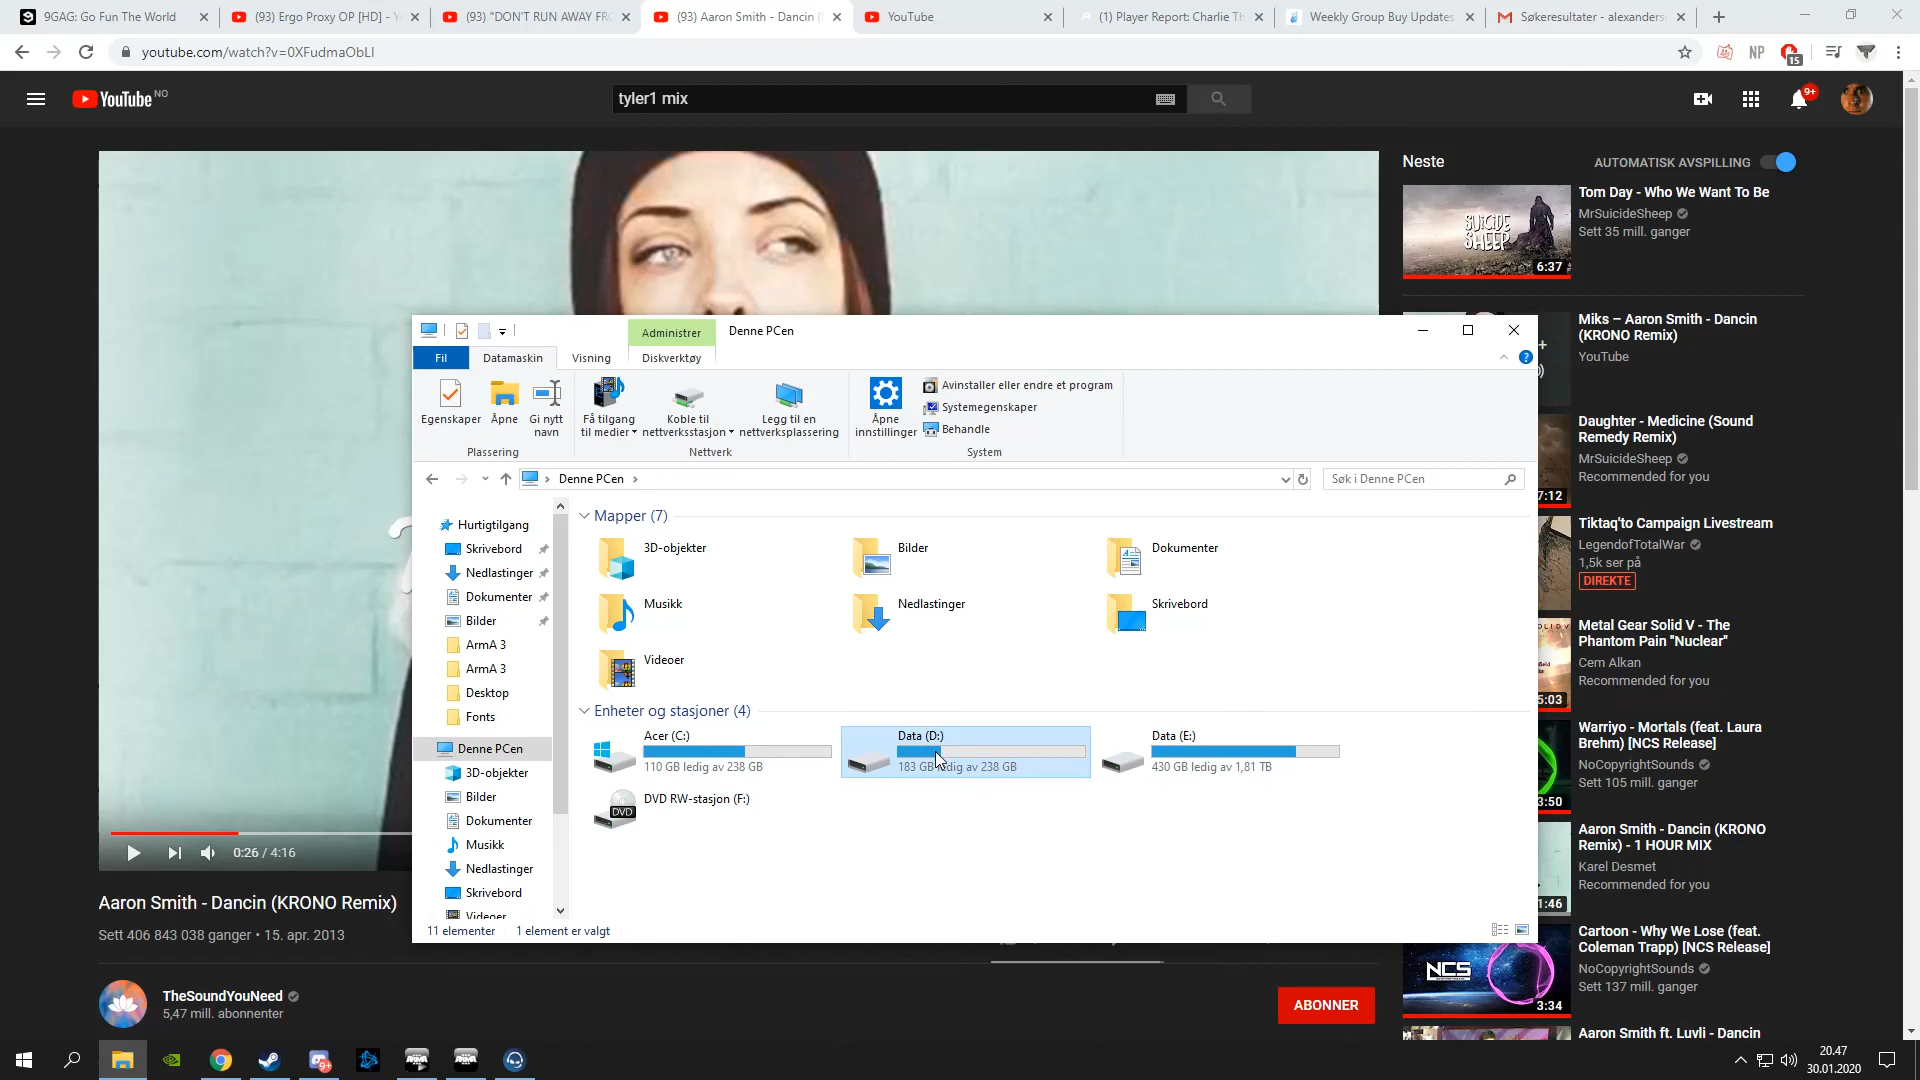 9GAG: Go Fun The World
(93) Ergo Proxy OP [HD] - Y
(93) "DON'T RUN AWAY FR
(93) Aaron Smith - Dancin (
YouTube
(1) Player Report: Charlie Th
Weekly Group Buy Updates
Søkeresultater - alexanders
youtube.com/watch?v=0XFudmaObLI
NP
15
YouTube NO
tyler1 mix
9+
Neste
AUTOMATISK AVSPILLING
SUICIDE
SHEEP
6:37
Tom Day - Who We Want To Be
MrSuicideSheep
Sett 35 mill. ganger
Miks – Aaron Smith - Dancin
(KRONO Remix)
YouTube
Daughter - Medicine (Sound
Remedy Remix)
MrSuicideSheep
Recommended for you
7:12
Tiktaq'to Campaign Livestream
LegendofTotalWar
1,5k ser på
DIREKTE
Metal Gear Solid V - The
Phantom Pain "Nuclear"
Cem Alkan
Recommended for you
5:03
Warriyo - Mortals (feat. Laura
Brehm) [NCS Release]
NoCopyrightSounds
Sett 105 mill. ganger
3:50
Aaron Smith - Dancin (KRONO
Remix) - 1 HOUR MIX
Karel Desmet
Recommended for you
1:46
Cartoon - Why We Lose (feat.
Coleman Trapp) [NCS Release]
NoCopyrightSounds
Sett 137 mill. ganger
NCS
3:34
Aaron Smith ft. Luvli - Dancin
Administrer
Denne PCen
Fil
Datamaskin
Visning
Diskverktøy
Egenskaper
Åpne
Gi nytt
navn
Få tilgang
til medier
Koble til
nettverksstasjon
Legg til en
nettverksplassering
Åpne
innstillinger
Avinstaller eller endre et program
Systemegenskaper
Behandle
Plassering
Nettverk
System
Denne PCen
Søk i Denne PCen
Hurtigtilgang
Skrivebord
Nedlastinger
Dokumenter
Bilder
ArmA 3
ArmA 3
Desktop
Fonts
Denne PCen
3D-objekter
Bilder
Dokumenter
Musikk
Nedlastinger
Skrivebord
Videoer
Mapper (7)
3D-objekter
Bilder
Dokumenter
Musikk
Nedlastinger
Skrivebord
Videoer
Enheter og stasjoner (4)
Acer (C:)
110 GB ledig av 238 GB
Data (D:)
183 GB ledig av 238 GB
Data (E:)
430 GB ledig av 1,81 TB
DVD
DVD RW-stasjon (F:)
11 elementer
1 element er valgt
0:26 / 4:16
Aaron Smith - Dancin (KRONO Remix)
Sett 406 843 038 ganger • 15. apr. 2013
TheSoundYouNeed
5,47 mill. abonnenter
ABONNER
9+
20.47
30.01.2020